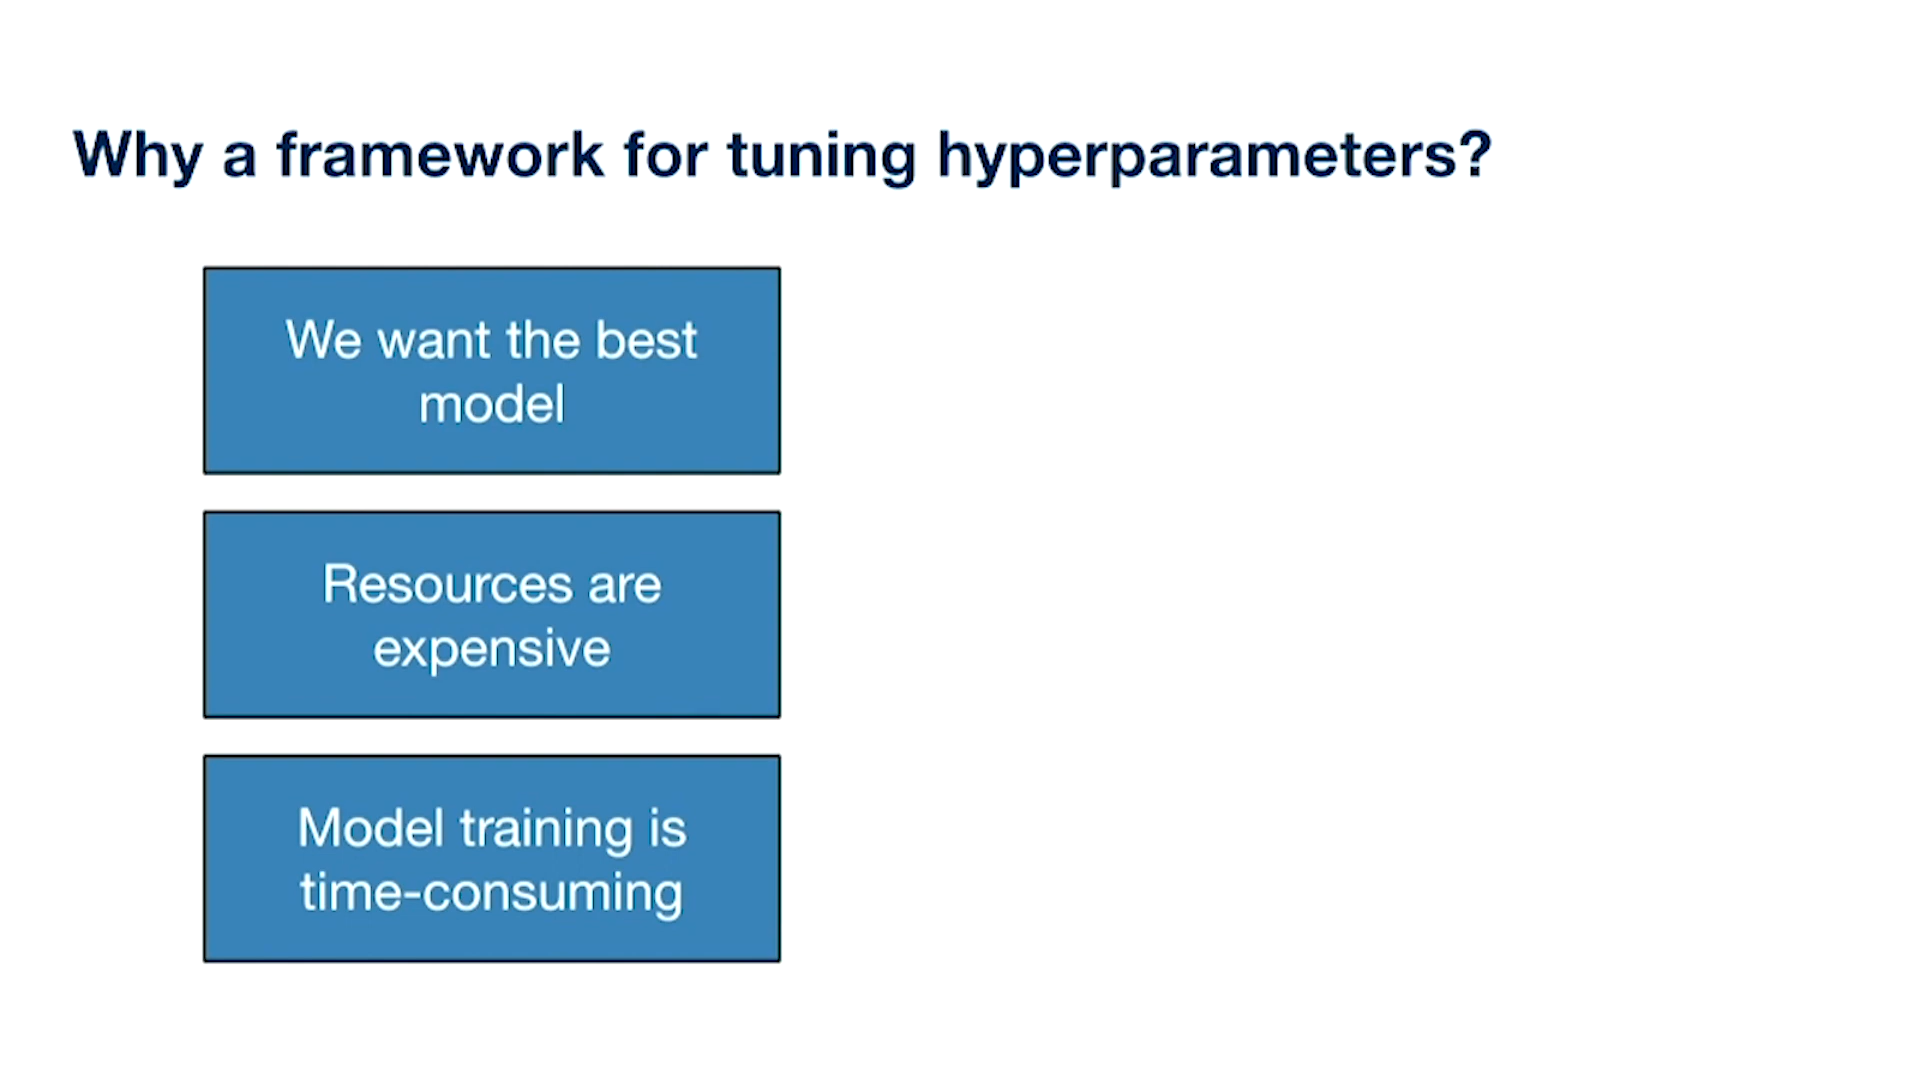 Why a framework for tuning hyperparameters?
We want the best
model
Resources are
expensive
Model training is
time-consuming